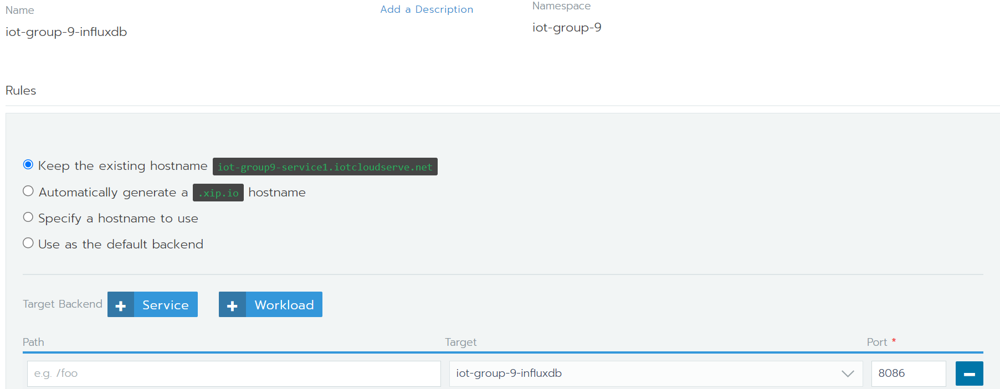 Name
Add a Description
Namespace
iot-group-9-influxdb
iot-group-9
Rules
Keep the existing hostname iot-group9-service1.iotcloudserve.net
Automatically generate a .xip.io hostname
Specify a hostname to use
Use as the default backend
Target Backend + Service + Workload
Path Target Port *
e.g. /foo iot-group-9-influxdb 8086